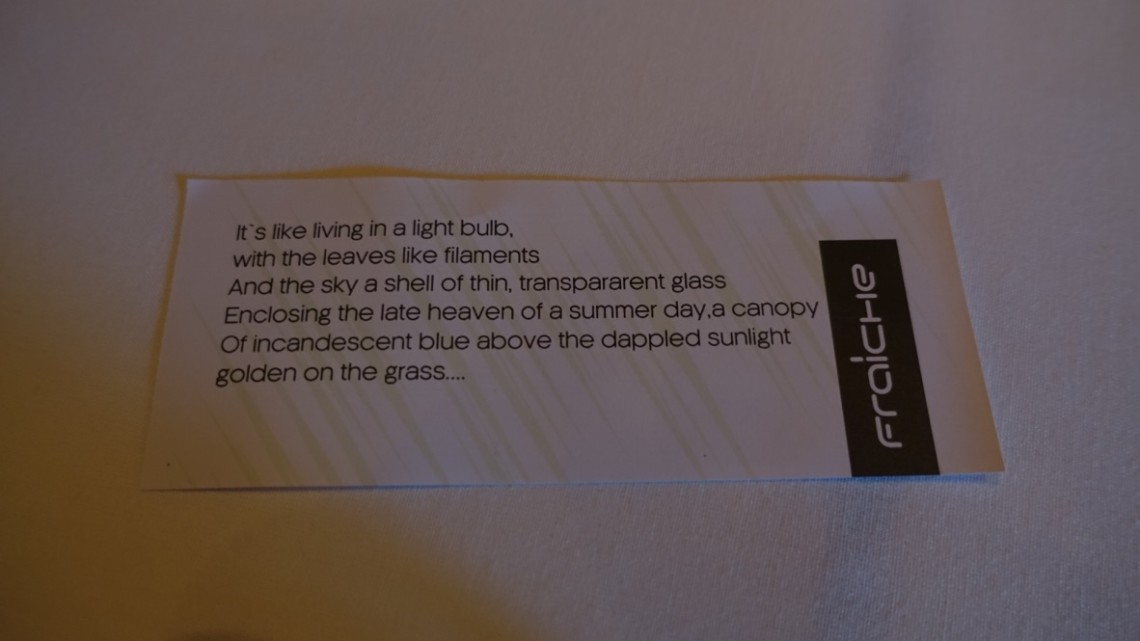 It`s like living in a light bulb,
with the leaves like filaments
And the sky a shell of thin, transpararent glass
Enclosing the late heaven of a summer day,a canopy
Of incandescent blue above the dappled sunlight
golden on the grass....
Fraiche